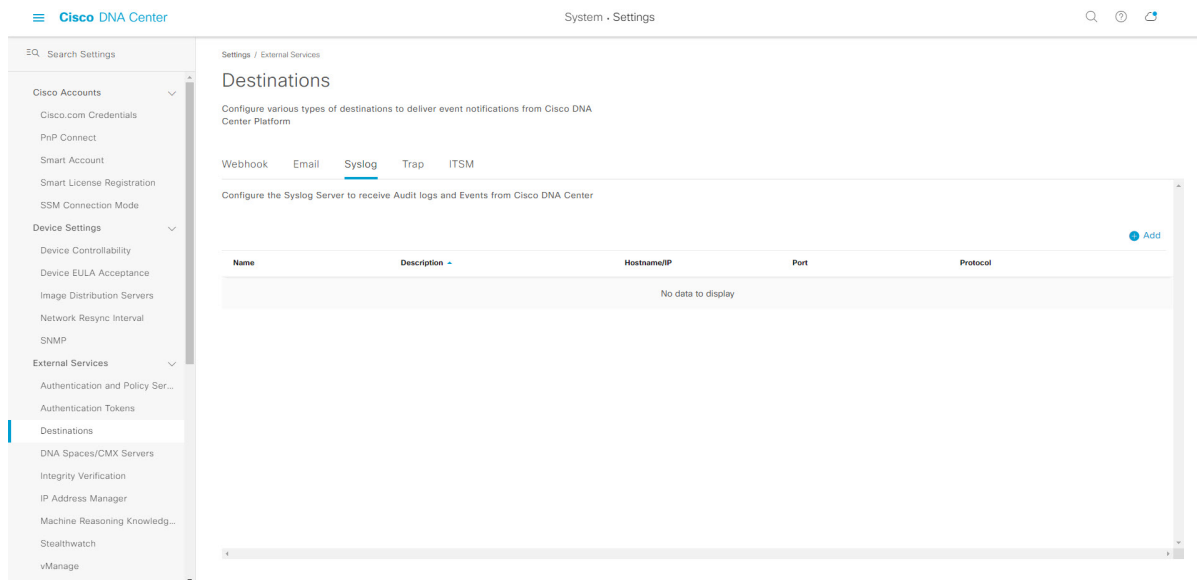 Cisco DNA Center
System · Settings
Search Settings
Cisco Accounts
Cisco.com Credentials
PnP Connect
Smart Account
Smart License Registration
SSM Connection Mode
Device Settings
Device Controllability
Device EULA Acceptance
Image Distribution Servers
Network Resync Interval
SNMP
External Services
Authentication and Policy Ser...
Authentication Tokens
Destinations
DNA Spaces/CMX Servers
Integrity Verification
IP Address Manager
Machine Reasoning Knowledg...
Stealthwatch
vManage
Settings / External Services
Destinations
Configure various types of destinations to deliver event notifications from Cisco DNA
Center Platform
Webhook Email Syslog Trap ITSM
Configure the Syslog Server to receive Audit logs and Events from Cisco DNA Center
Add
Name Description Hostname/IP Port Protocol
No data to display